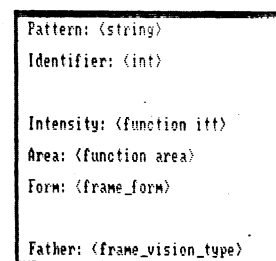 Pattern: ⟨string⟩
Identifier: ⟨int⟩
Intensity: ⟨function itt⟩
Area: ⟨function area⟩
Form: ⟨frame_form⟩
Father: ⟨frame_vision_type⟩